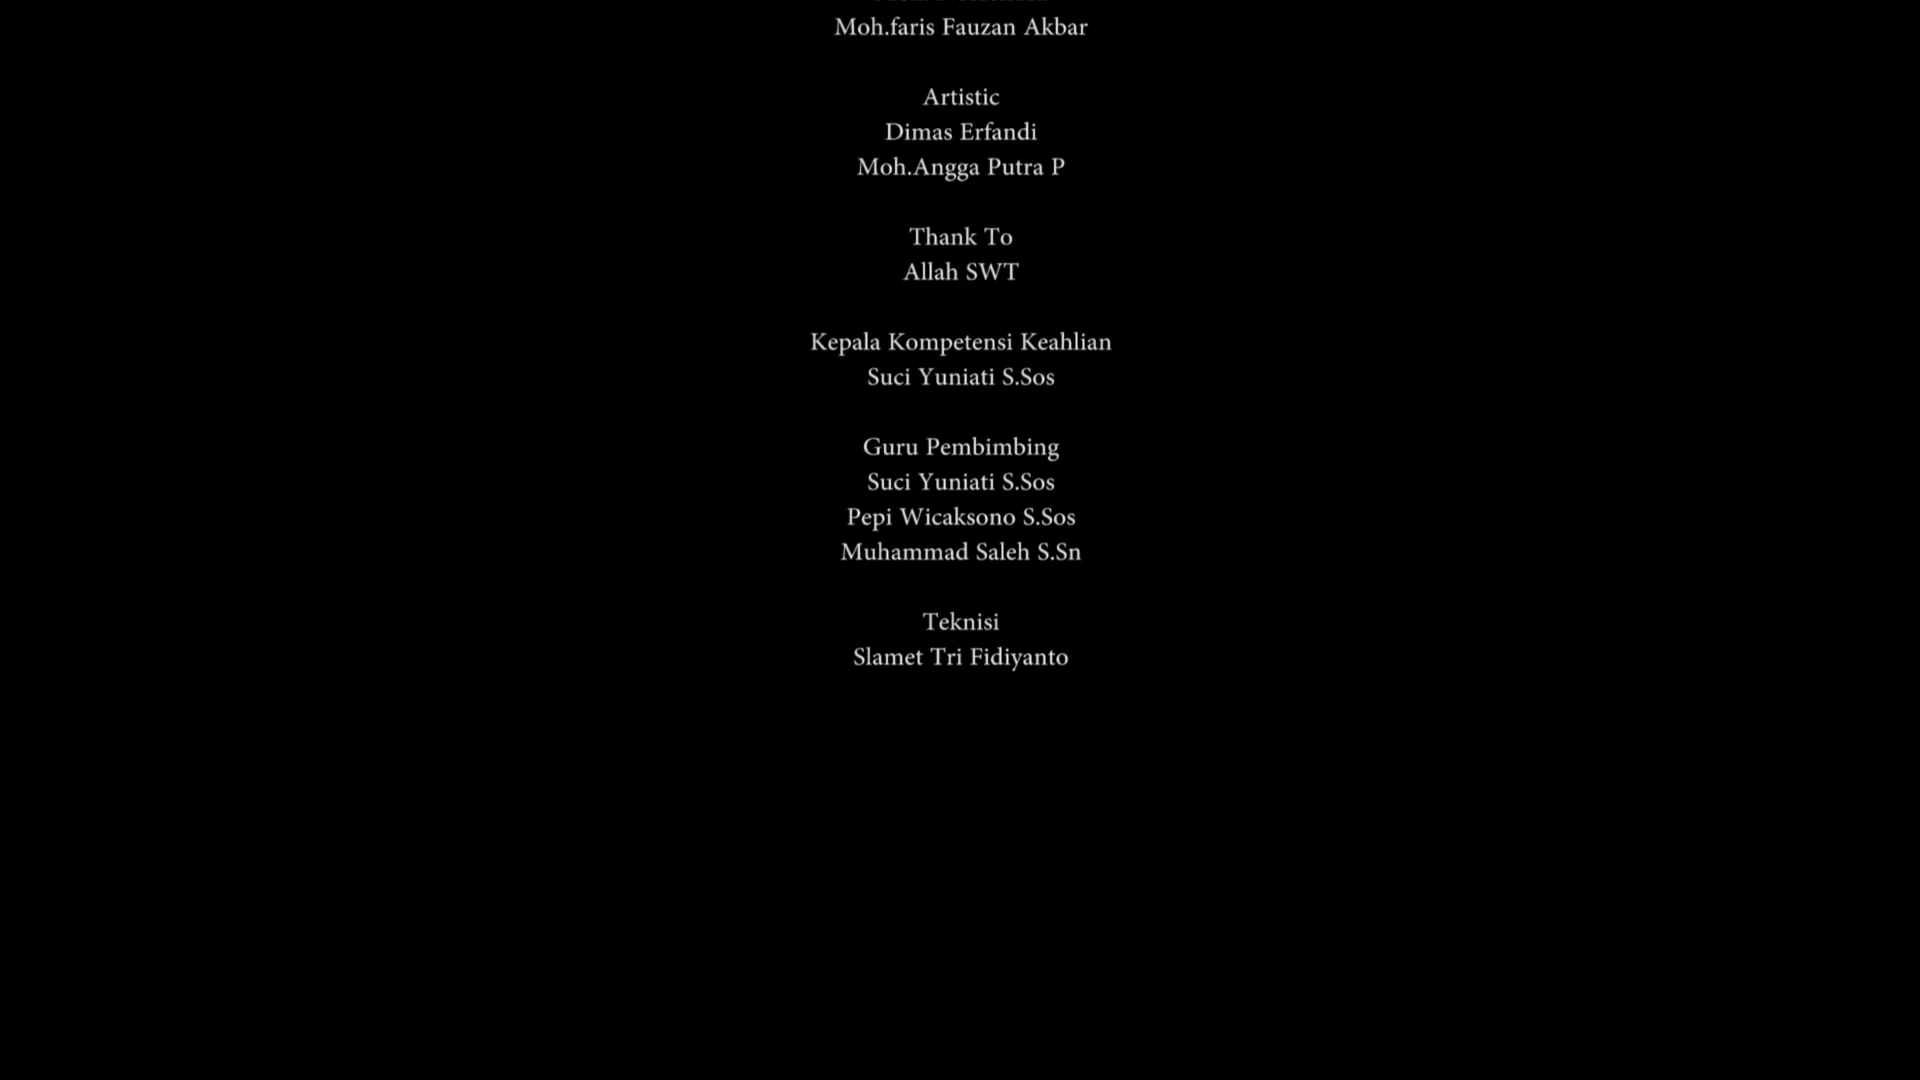 Moh.faris Fauzan Akbar
Artistic
Dimas Erfandi
Moh.Angga Putra P
Thank To
Allah SWT
Kepala Kompetensi Keahlian
Suci Yuniati S.Sos
Guru Pembimbing
Suci Yuniati S.Sos
Pepi Wicaksono S.Sos
Muhammad Saleh S.Sn
Teknisi
Slamet Tri Fidiyanto